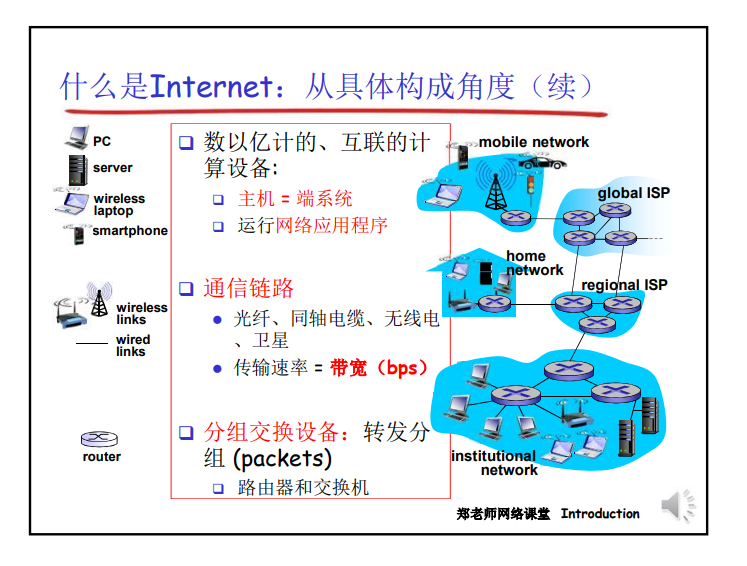 什么是Internet：从具体构成角度（续）
PC
server
wireless
laptop
smartphone
wireless
links
wired
links
router
数以亿计的、互联的计
算设备:
主机 = 端系统
运行网络应用程序
通信链路
光纤、同轴电缆、无线电
、卫星
传输速率 = 带宽（bps）
分组交换设备：转发分
组 (packets)
路由器和交换机
mobile network
global ISP
home
network
regional ISP
institutional
network
郑老师网络课堂 Introduction